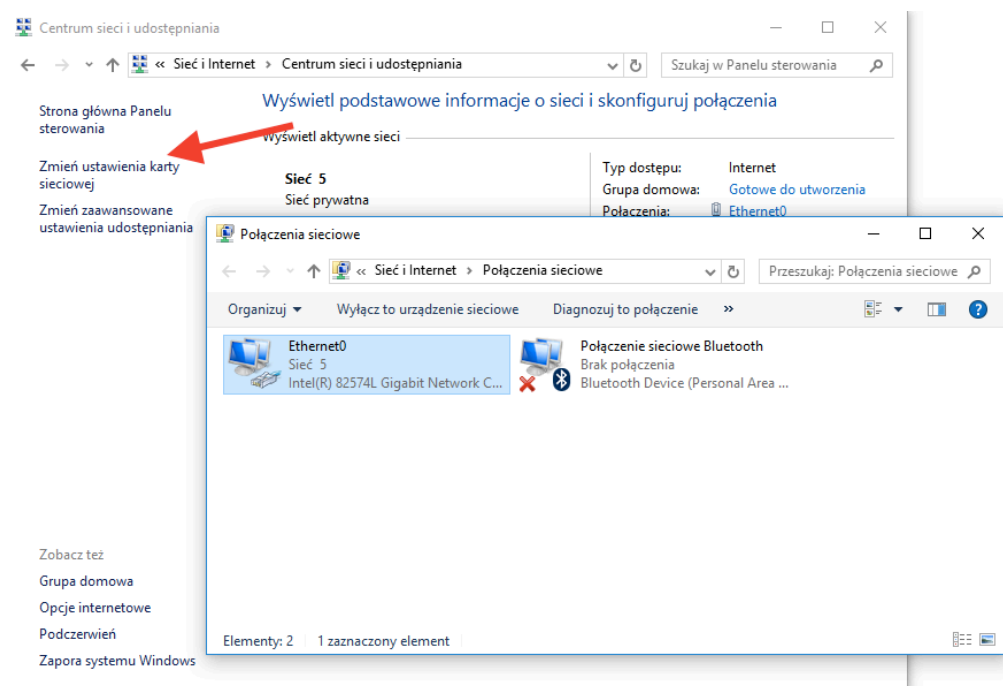 Centrum sieci i udostępniania
« Sieć i Internet › Centrum sieci i udostępniania
Szukaj w Panelu sterowania
Strona główna Panelu
sterowania
Zmień ustawienia karty
sieciowej
Zmień zaawansowane
ustawienia udostępniania
Wyświetl podstawowe informacje o sieci i skonfiguruj połączenia
Wyświetl aktywne sieci
Sieć 5
Sieć prywatna
Typ dostępu: Internet
Grupa domowa: Gotowe do utworzenia
Połączenia: Ethernet0
Połączenia sieciowe
« Sieć i Internet › Połączenia sieciowe
Przeszukaj: Połączenia sieciowe
Organizuj Wyłącz to urządzenie sieciowe Diagnozuj to połączenie »
Ethernet0
Sieć 5
Intel(R) 82574L Gigabit Network C...
Połączenie sieciowe Bluetooth
Brak połączenia
Bluetooth Device (Personal Area ...
Elementy: 2 1 zaznaczony element
Zobacz też
Grupa domowa
Opcje internetowe
Podczerwień
Zapora systemu Windows